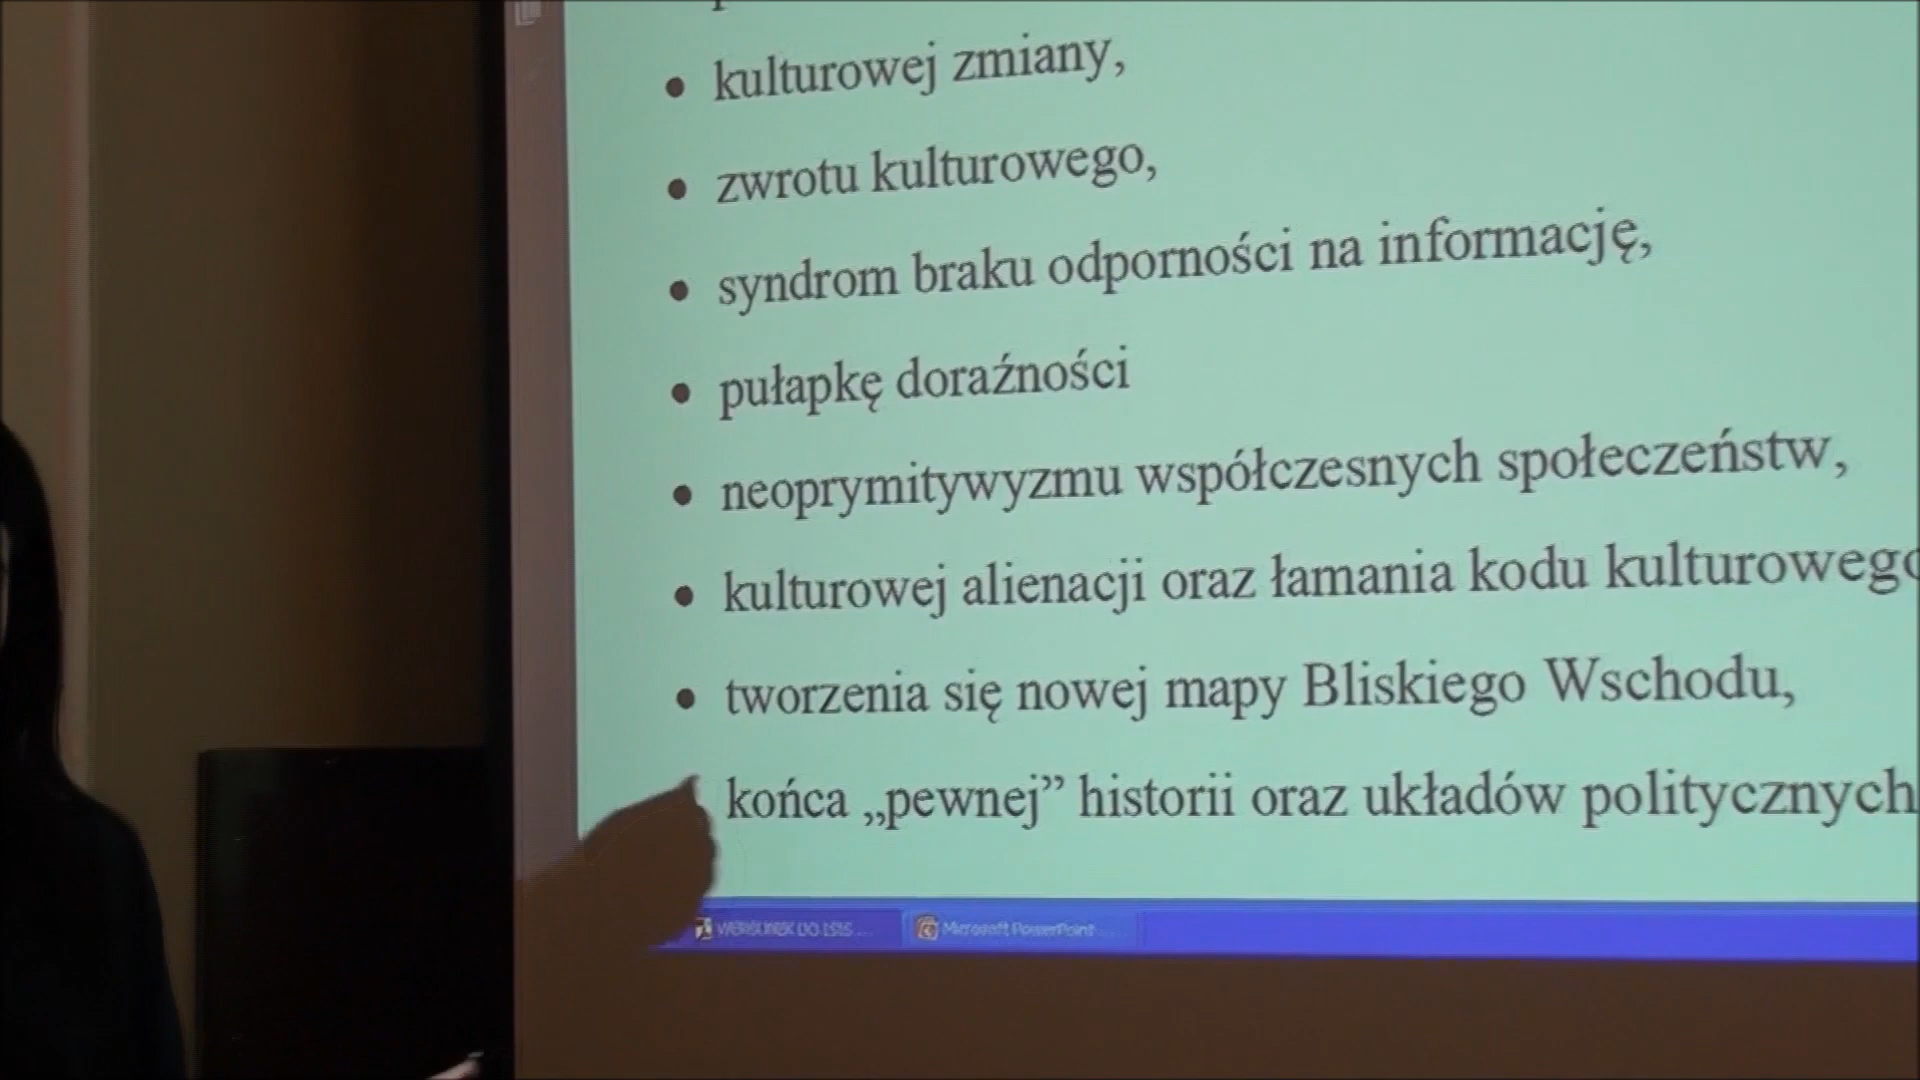 • kulturowej zmiany,
• zwrotu kulturowego,
• syndrom braku odporności na informację,
• pułapkę doraźności
• neoprymitywyzmu współczesnych społeczeństw,
• kulturowej alienacji oraz łamania kodu kulturowego
• tworzenia się nowej mapy Bliskiego Wschodu,
końca „pewnej” historii oraz układów politycznych
Microsoft PowerPoint ...